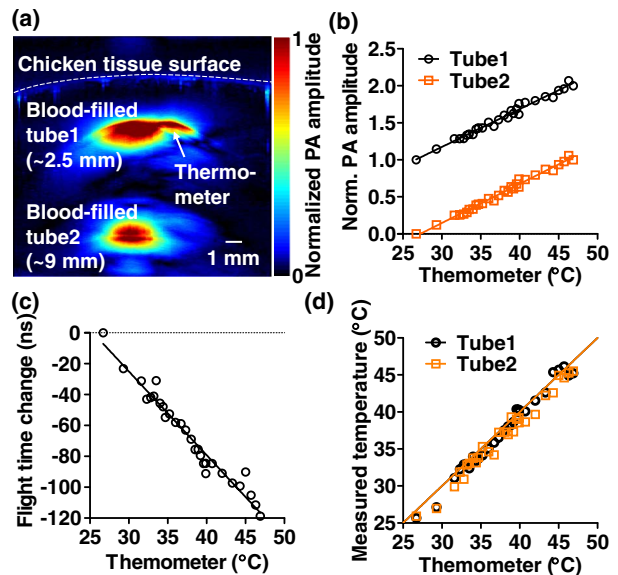 (a)
Chicken tissue surface
Blood-filled
tube1
(~2.5 mm)
Thermo-
meter
Blood-filled
tube2
(~9 mm)
1 mm
1
0
Normalized PA amplitude
(b)
Norm. PA amplitude
2.5
2.0
1.5
1.0
0.5
0.0
Tube1
Tube2
25 30 35 40 45 50
Themometer (°C)
(c)
Flight time change (ns)
0
-20
-40
-60
-80
-100
-120
25 30 35 40 45 50
Themometer (°C)
(d)
Measured temperature (°C)
50
45
40
35
30
25
Tube1
Tube2
25 30 35 40 45 50
Themometer (°C)